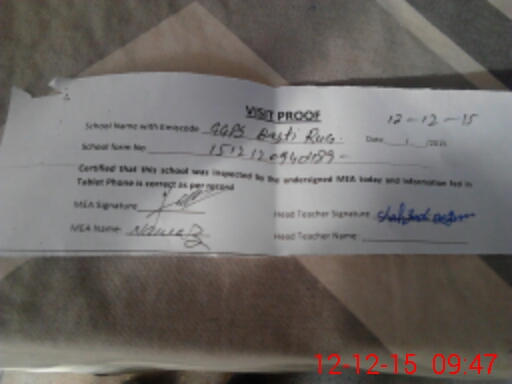 VISIT PROOF
12-12-15
School Name with Emiscode GGPS Basti
Date / /2015
School Sam No
Certified that this school was inspected by the undersigned MEA today and information fed in
Tablet Phone is correct as per record
MEA Signature
Head Teacher Signature
MEA Name:
Head Teacher Name:
12-12-15 09:47